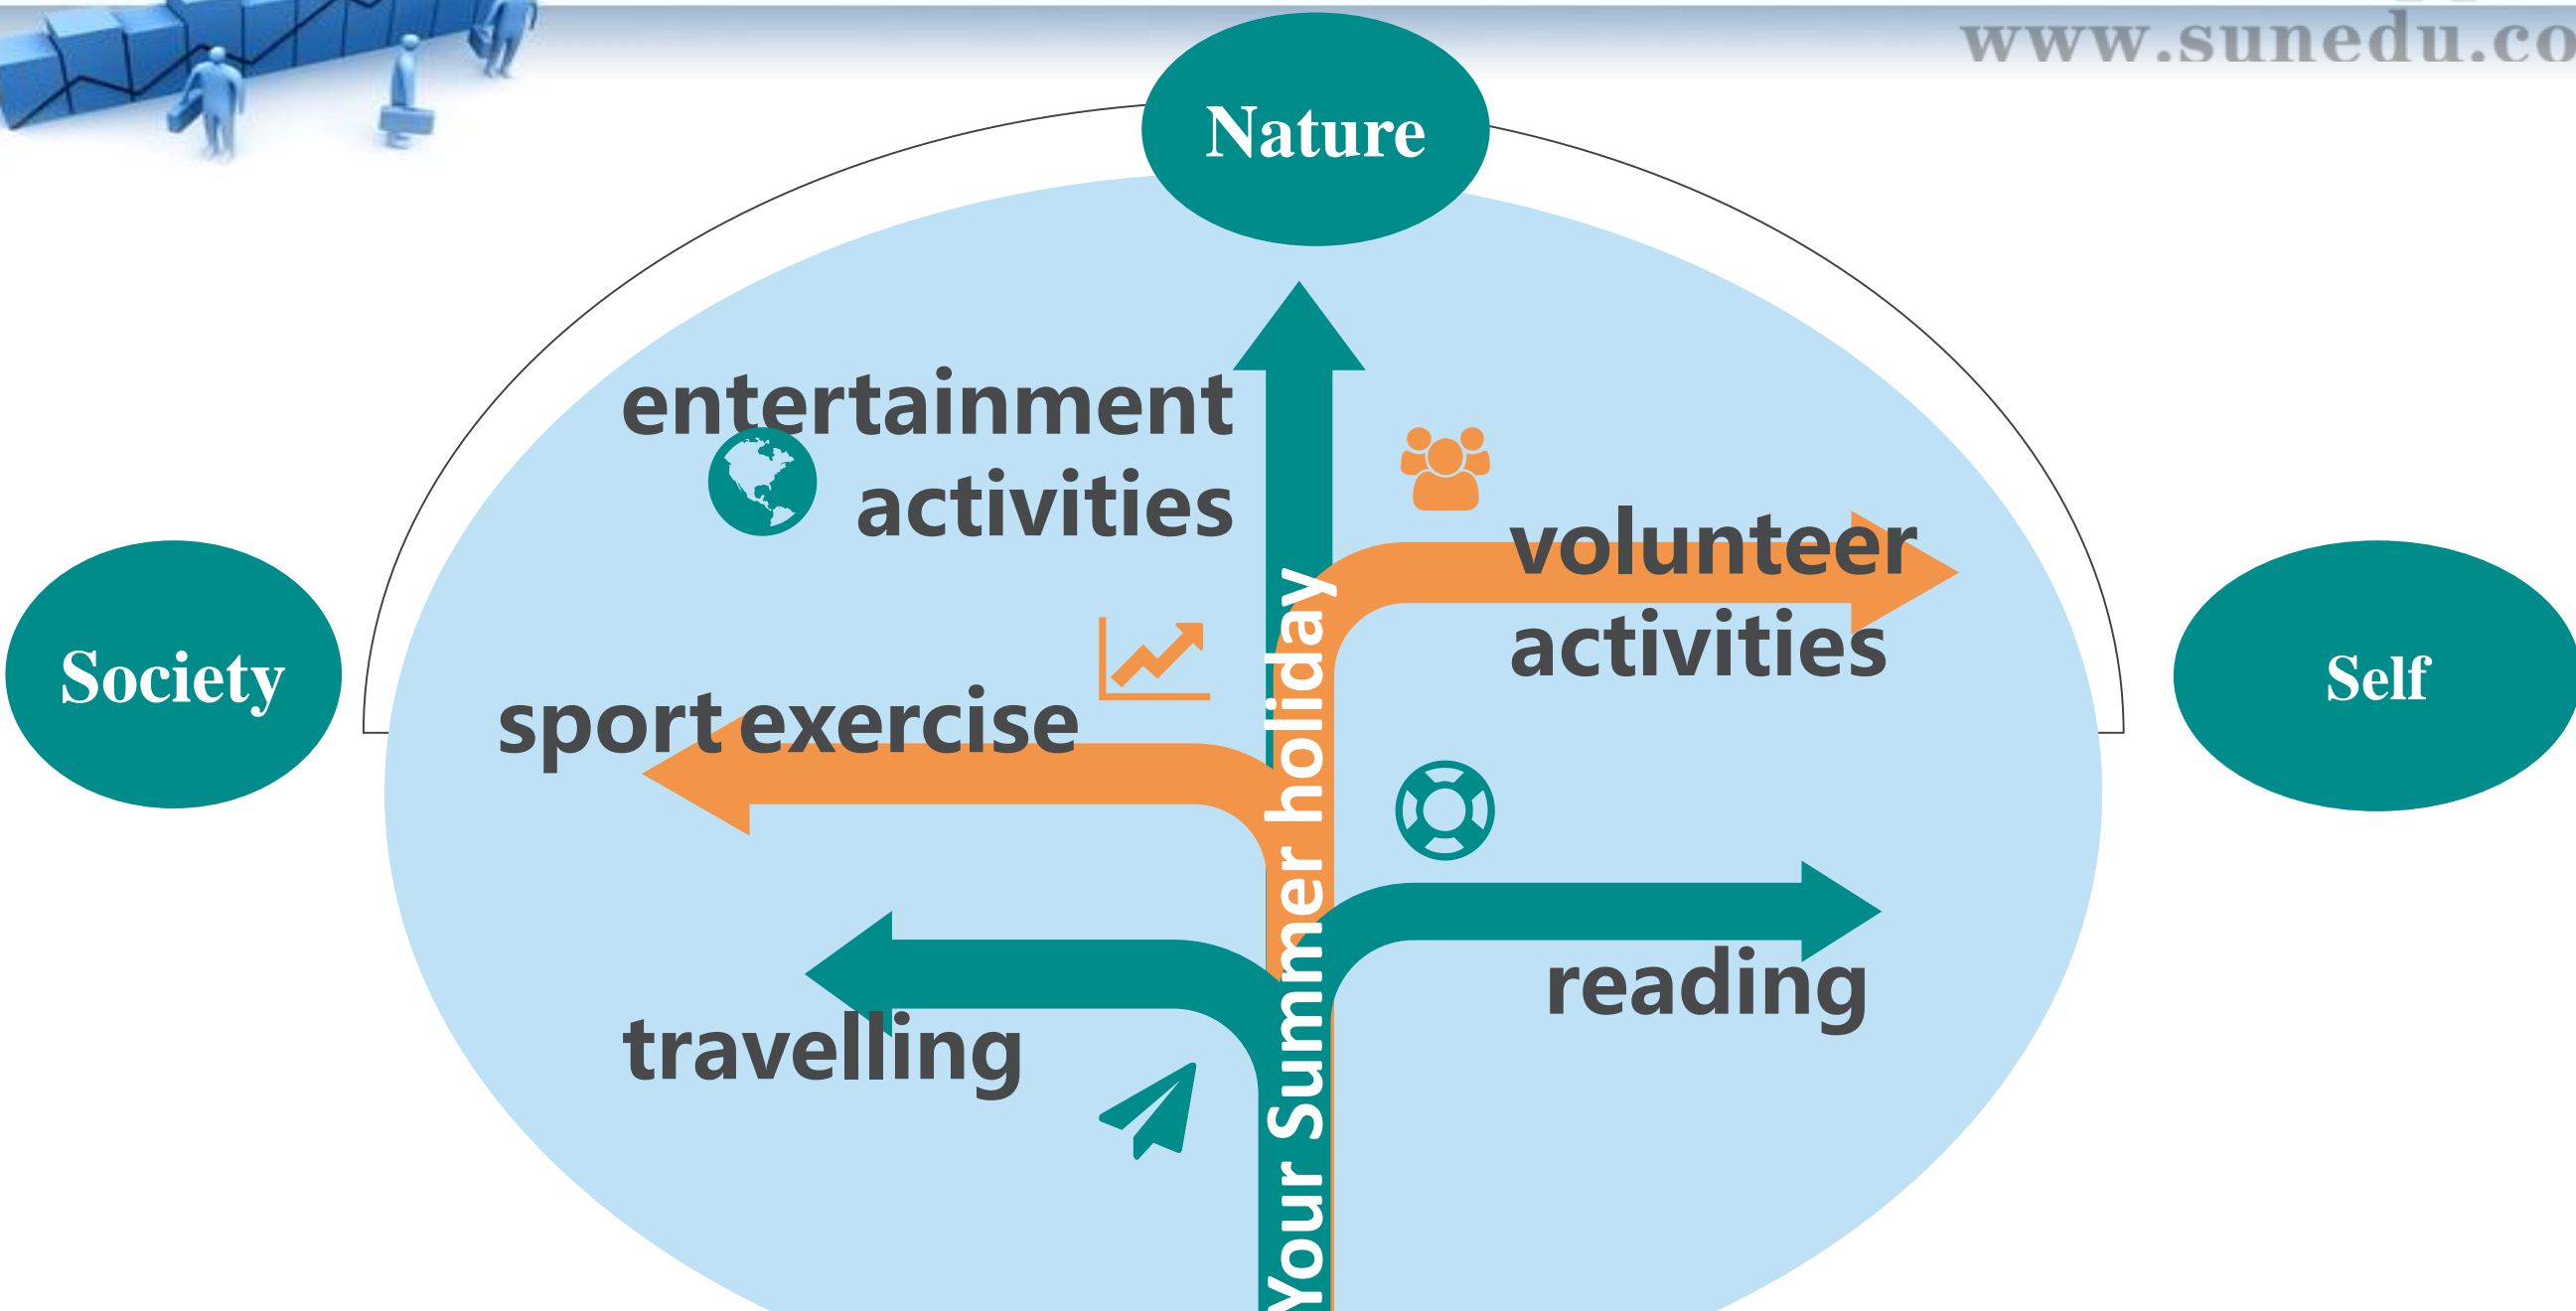 www.sunedu.co
Nature
entertainment
activities
volunteer
activities
Society
Self
sport exercise
reading
travelling
Your Summer holiday